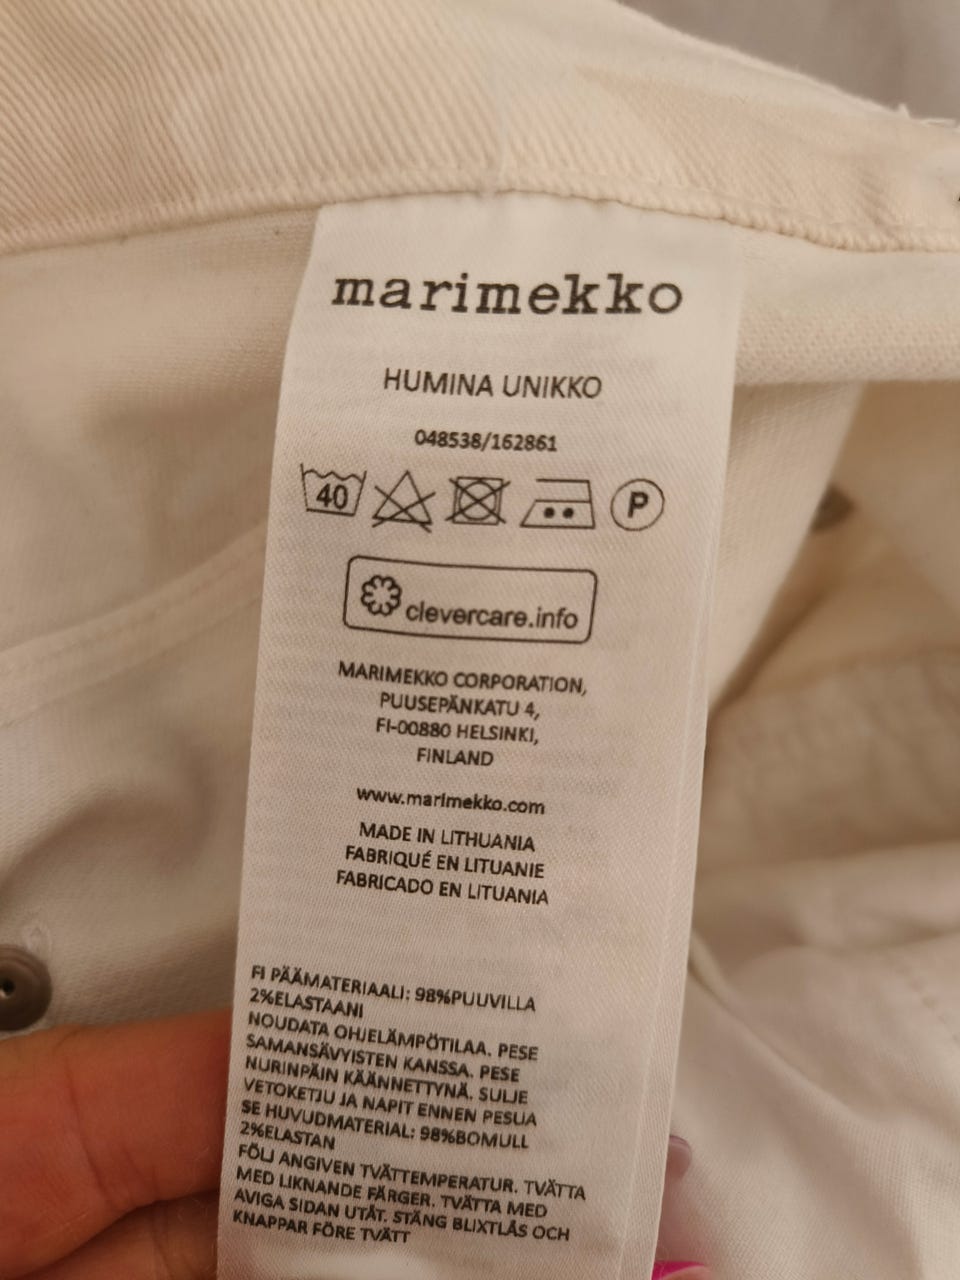 marimekko
HUMINA UNIKKO
048538/162861
40 P
clevercare.info
MARIMEKKO CORPORATION,
PUUSEPÄNKATU 4,
FI-00880 HELSINKI,
FINLAND
www.marimekko.com
MADE IN LITHUANIA
FABRIQUÉ EN LITUANIE
FABRICADO EN LITUANIA
FI PÄÄMATERIAALI: 98%PUUVILLA
2%ELASTAANI
NOUDATA OHJELÄMPÖTILAA. PESE
SAMANSÄVYISTEN KANSSA. PESE
NURINPÄIN KÄÄNNETTYNÄ. SULJE
VETOKETJU JA NAPIT ENNEN PESUA
SE HUVUDMATERIAL: 98%BOMULL
2%ELASTAN
FÖLJ ANGIVEN TVÄTTEMPERATUR. TVÄTTA
MED LIKNANDE FÄRGER. TVÄTTA MED
AVIGA SIDAN UTÅT. STÄNG BLIXTLÅS OCH
KNAPPAR FÖRE TVÄTT